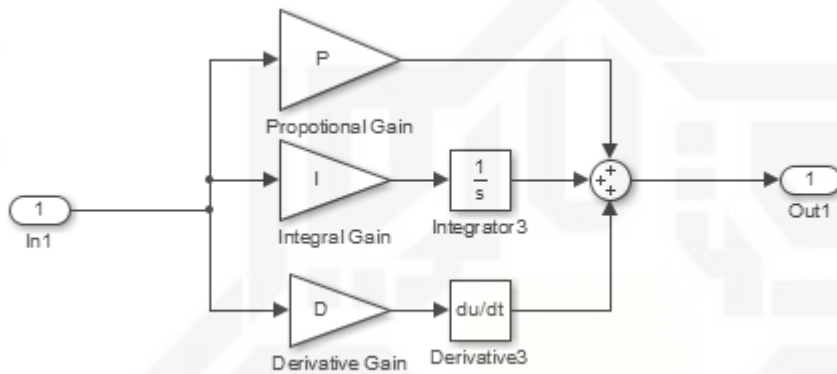 P
Propotional Gain
1
In1
I
Integral Gain
1
s
Integrator3
+
+
+
1
Out1
D
Derivative Gain
du/dt
Derivative3